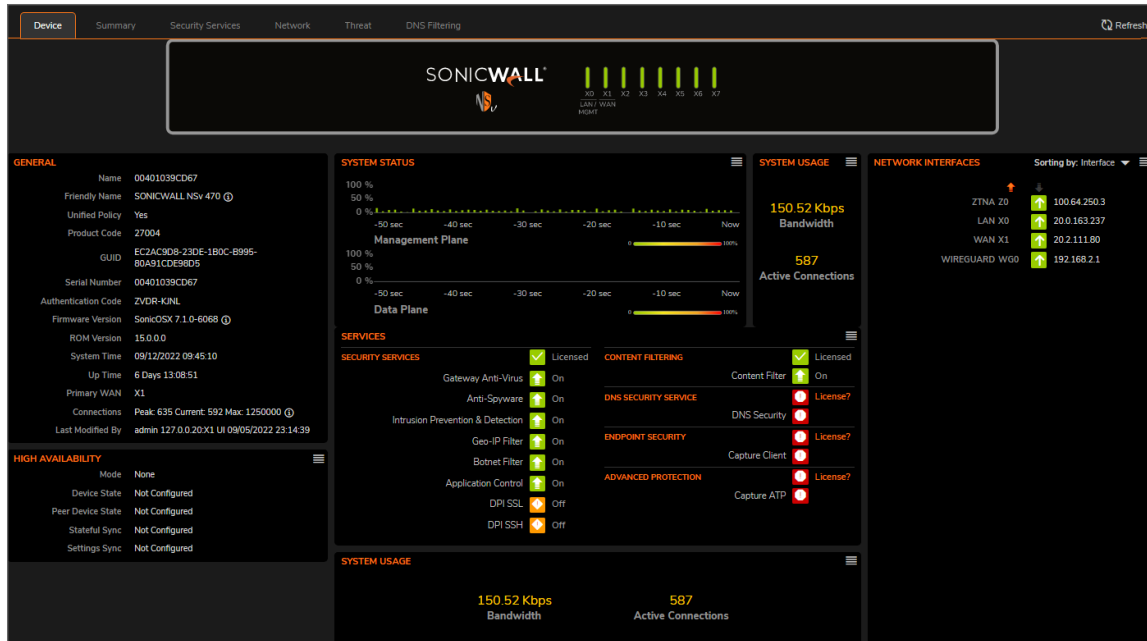 Device Summary Security Services Network Threat DNS Filtering Refresh
SONICWALL
NSv
X0 X1 X2 X3 X4 X5 X6 X7
LAN/ WAN
MGMT
GENERAL
Name 00401039CD67
Friendly Name SONICWALL NSv 470
Unified Policy Yes
Product Code 27004
GUID EC2AC9D8-23DE-1B0C-B995-
80A91CDE98D5
Serial Number 00401039CD67
Authentication Code ZVDR-KJNL
Firmware Version SonicOSX 7.1.0-6068
ROM Version 15.0.0.0
System Time 09/12/2022 09:45:10
Up Time 6 Days 13:08:51
Primary WAN X1
Connections Peak: 635 Current: 592 Max: 1250000
Last Modified By admin 127.0.0.20:X1 UI 09/05/2022 23:14:39
HIGH AVAILABILITY
Mode None
Device State Not Configured
Peer Device State Not Configured
Stateful Sync Not Configured
Settings Sync Not Configured
SYSTEM STATUS
100 %
50 %
0 %
-50 sec -40 sec -30 sec -20 sec -10 sec Now
Management Plane 0 100%
100 %
50 %
0 %
-50 sec -40 sec -30 sec -20 sec -10 sec Now
Data Plane 0 100%
SYSTEM USAGE
150.52 Kbps
Bandwidth
587
Active Connections
NETWORK INTERFACES Sorting by: Interface
ZTNA Z0 100.64.250.3
LAN X0 20.0.163.237
WAN X1 20.2.111.80
WIREGUARD WG0 192.168.2.1
SERVICES
SECURITY SERVICES Licensed
Gateway Anti-Virus On
Anti-Spyware On
Intrusion Prevention & Detection On
Geo-IP Filter On
Botnet Filter On
Application Control On
DPI SSL Off
DPI SSH Off
CONTENT FILTERING Licensed
Content Filter On
DNS SECURITY SERVICE License?
DNS Security
ENDPOINT SECURITY License?
Capture Client
ADVANCED PROTECTION License?
Capture ATP
SYSTEM USAGE
150.52 Kbps 587
Bandwidth Active Connections